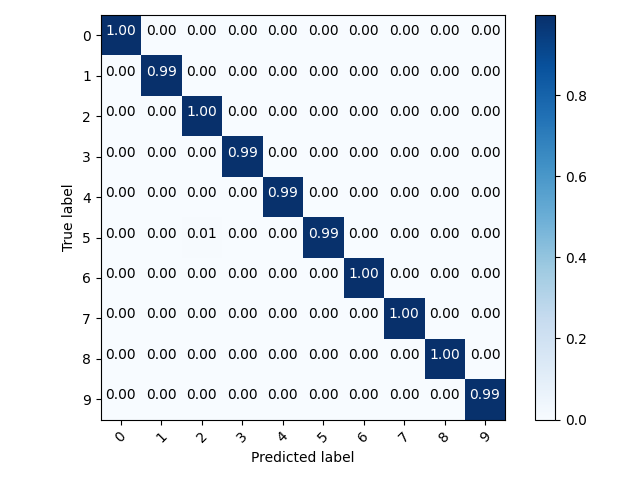 0 1.00 0.00 0.00 0.00 0.00 0.00 0.00 0.00 0.00 0.00
1 0.00 0.99 0.00 0.00 0.00 0.00 0.00 0.00 0.00 0.00
2 0.00 0.00 1.00 0.00 0.00 0.00 0.00 0.00 0.00 0.00
3 0.00 0.00 0.00 0.99 0.00 0.00 0.00 0.00 0.00 0.00
4 0.00 0.00 0.00 0.00 0.99 0.00 0.00 0.00 0.00 0.00
5 0.00 0.00 0.01 0.00 0.00 0.99 0.00 0.00 0.00 0.00
6 0.00 0.00 0.00 0.00 0.00 0.00 1.00 0.00 0.00 0.00
7 0.00 0.00 0.00 0.00 0.00 0.00 0.00 1.00 0.00 0.00
8 0.00 0.00 0.00 0.00 0.00 0.00 0.00 0.00 1.00 0.00
9 0.00 0.00 0.00 0.00 0.00 0.00 0.00 0.00 0.00 0.99
0 1 2 3 4 5 6 7 8 9
True label
Predicted label
0.8
0.6
0.4
0.2
0.0